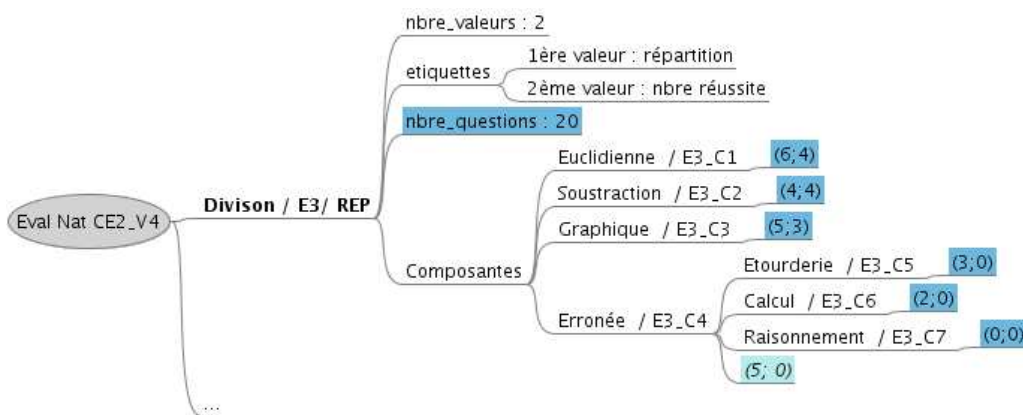 nbre_valeurs : 2
1ère valeur : répartition
etiquettes
2ème valeur : nbre réussite
nbre_questions : 20
Euclidienne / E3_C1 (6;4)
Soustraction / E3_C2 (4;4)
Divison / E3/ REP
Eval Nat CE2_V4
Graphique / E3_C3 (5;3)
Composantes
Etourderie / E3_C5 (3;0)
Calcul / E3_C6 (2;0)
Erronée / E3_C4
Raisonnement / E3_C7 (0;0)
(5; 0)
...